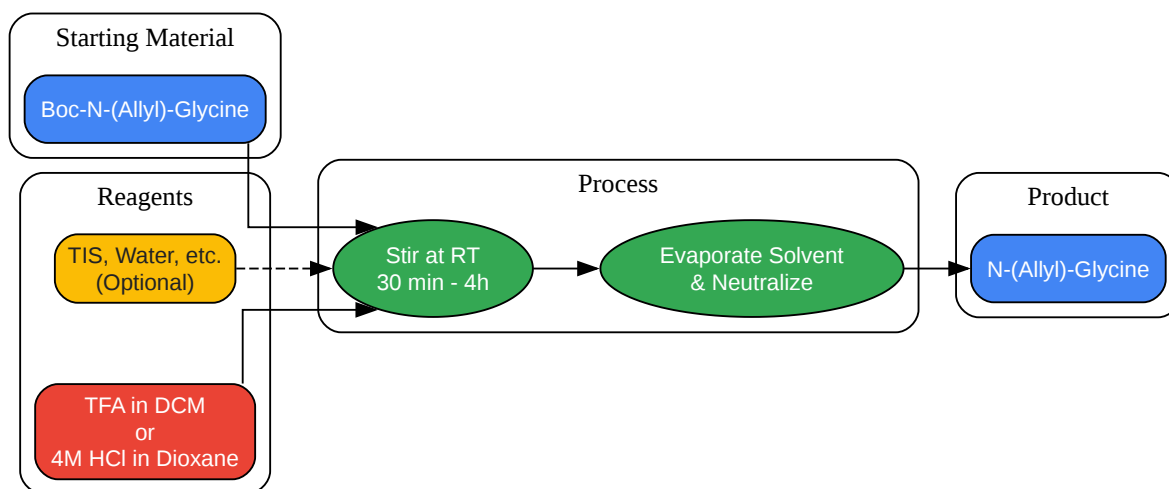 Starting Material
Boc-N-(Allyl)-Glycine
Reagents
TIS, Water, etc.
(Optional)
TFA in DCM
or
4M HCl in Dioxane
Process
Stir at RT
30 min - 4h
Evaporate Solvent
& Neutralize
Product
N-(Allyl)-Glycine